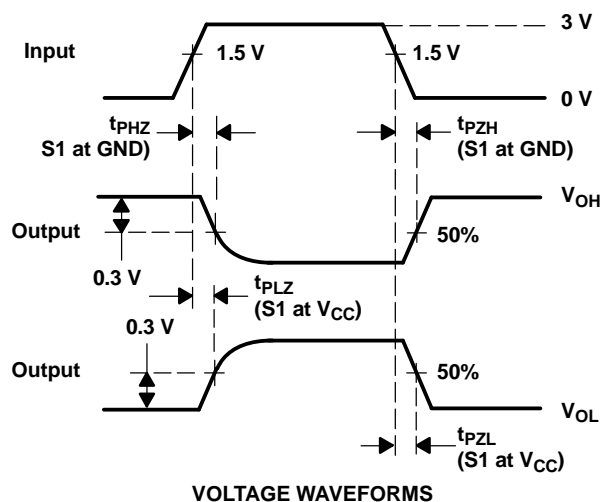 3 V
Input
1.5 V
1.5 V
0 V
tPHZ
S1 at GND)
tPZH
(S1 at GND)
VOH
Output
50%
0.3 V
tPLZ
(S1 at VCC)
0.3 V
Output
50%
VOL
tPZL
(S1 at VCC)
VOLTAGE WAVEFORMS